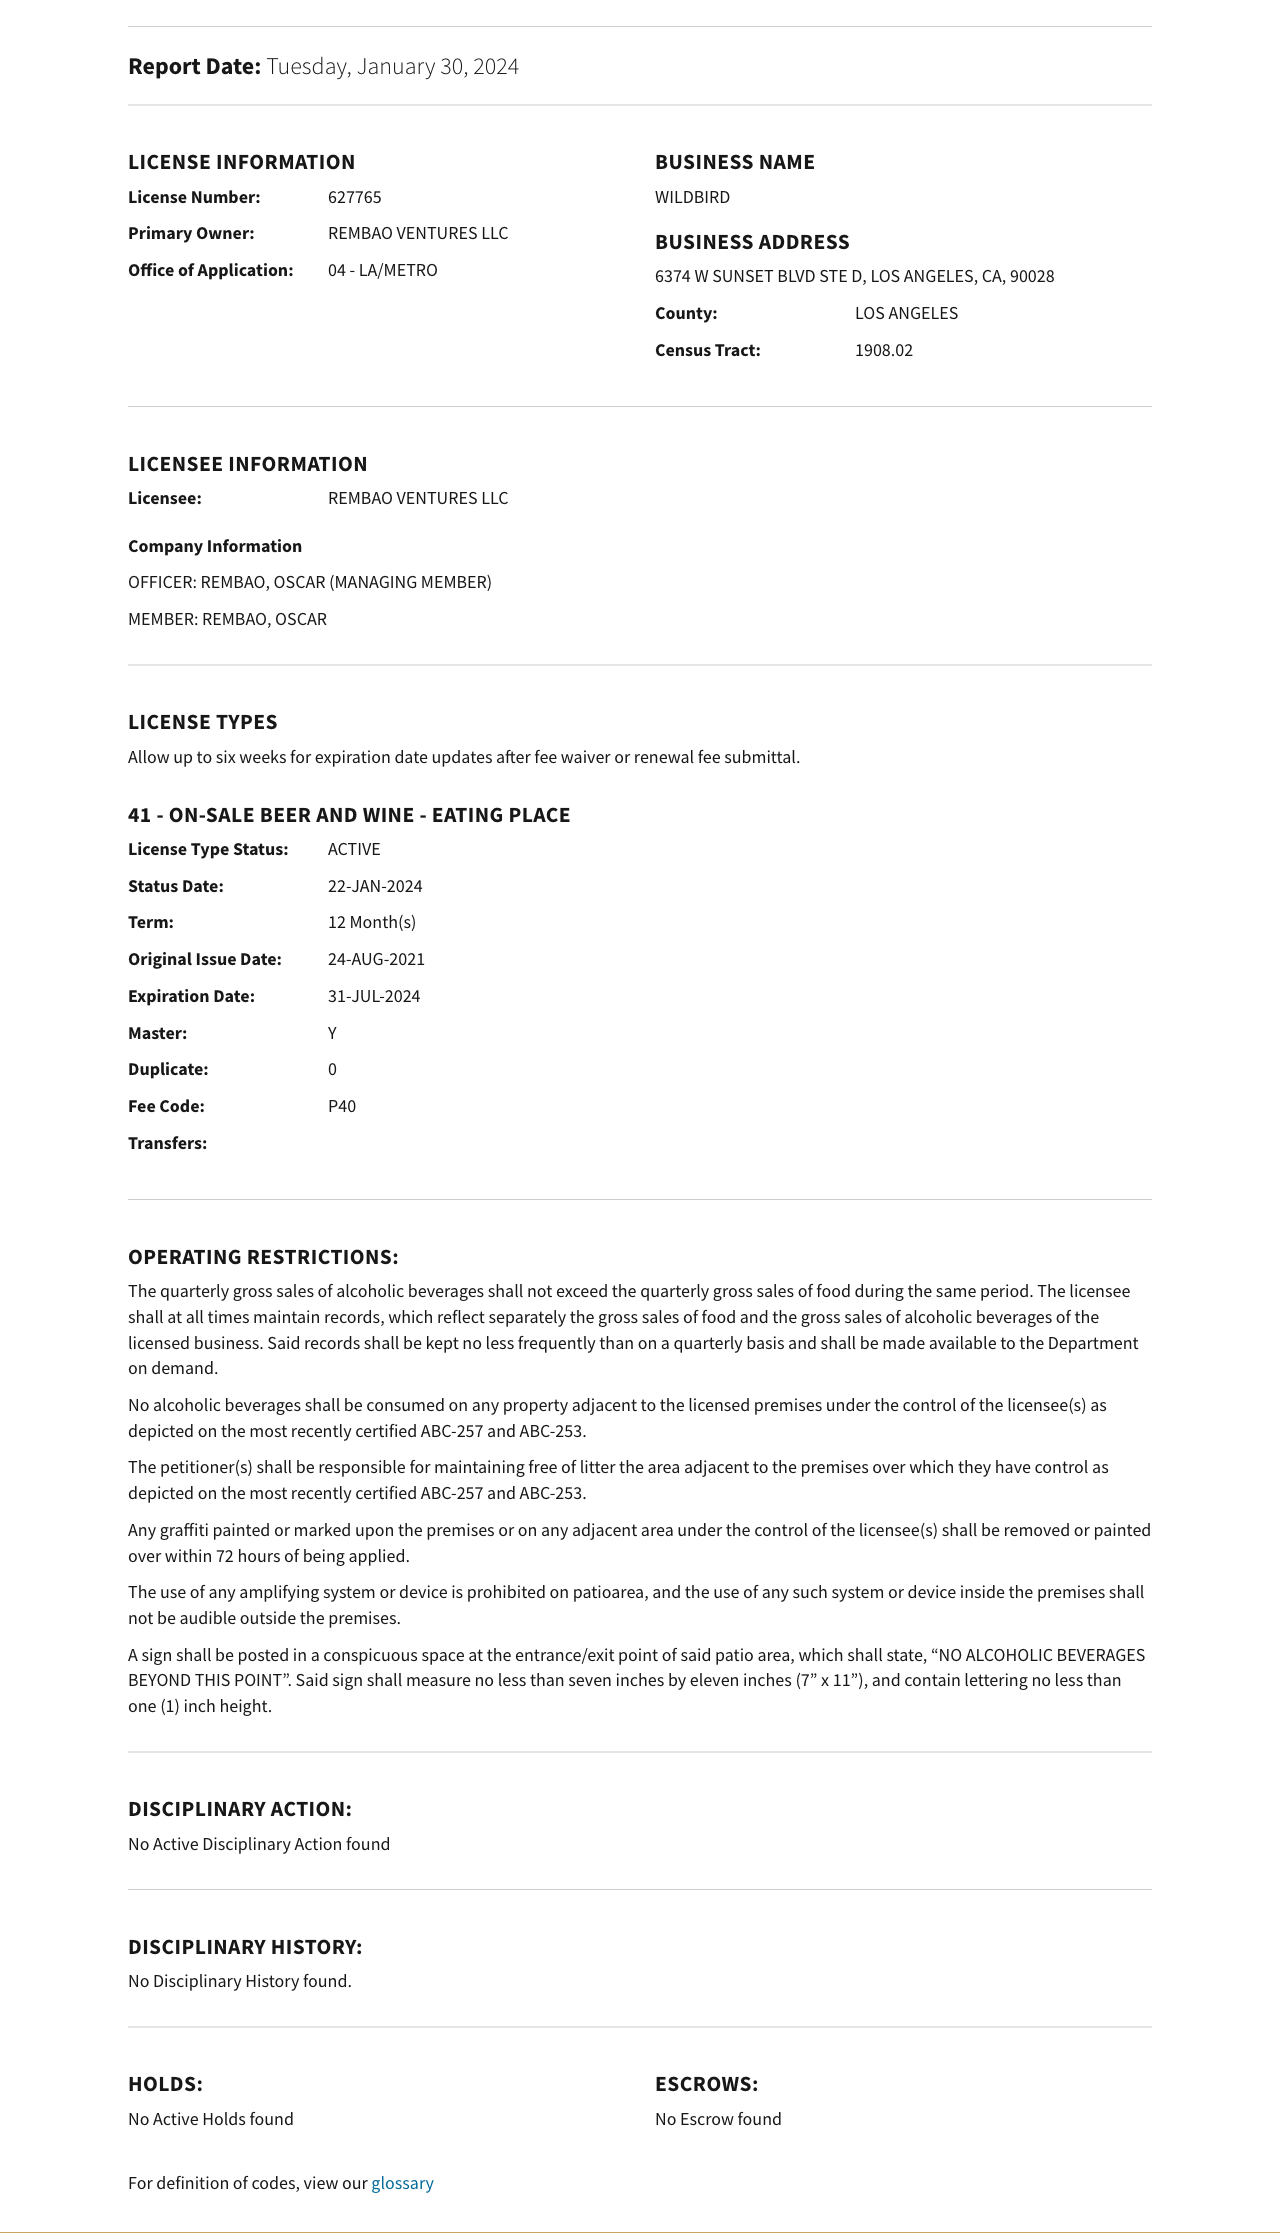 Report Date: Tuesday, January 30, 2024
LICENSE INFORMATION
License Number: 627765
Primary Owner: REMBAO VENTURES LLC
Office of Application: 04 - LA/METRO
BUSINESS NAME
WILDBIRD
BUSINESS ADDRESS
6374 W SUNSET BLVD STE D, LOS ANGELES, CA, 90028
County: LOS ANGELES
Census Tract: 1908.02
LICENSEE INFORMATION
Licensee: REMBAO VENTURES LLC
Company Information
OFFICER: REMBAO, OSCAR (MANAGING MEMBER)
MEMBER: REMBAO, OSCAR
LICENSE TYPES
Allow up to six weeks for expiration date updates after fee waiver or renewal fee submittal.
41 - ON-SALE BEER AND WINE - EATING PLACE
License Type Status: ACTIVE
Status Date: 22-JAN-2024
Term: 12 Month(s)
Original Issue Date: 24-AUG-2021
Expiration Date: 31-JUL-2024
Master: Y
Duplicate: 0
Fee Code: P40
Transfers:
OPERATING RESTRICTIONS:
The quarterly gross sales of alcoholic beverages shall not exceed the quarterly gross sales of food during the same period. The licensee
shall at all times maintain records, which reflect separately the gross sales of food and the gross sales of alcoholic beverages of the
licensed business. Said records shall be kept no less frequently than on a quarterly basis and shall be made available to the Department
on demand.
No alcoholic beverages shall be consumed on any property adjacent to the licensed premises under the control of the licensee(s) as
depicted on the most recently certified ABC-257 and ABC-253.
The petitioner(s) shall be responsible for maintaining free of litter the area adjacent to the premises over which they have control as
depicted on the most recently certified ABC-257 and ABC-253.
Any graffiti painted or marked upon the premises or on any adjacent area under the control of the licensee(s) shall be removed or painted
over within 72 hours of being applied.
The use of any amplifying system or device is prohibited on patioarea, and the use of any such system or device inside the premises shall
not be audible outside the premises.
A sign shall be posted in a conspicuous space at the entrance/exit point of said patio area, which shall state, “NO ALCOHOLIC BEVERAGES
BEYOND THIS POINT”. Said sign shall measure no less than seven inches by eleven inches (7” x 11”), and contain lettering no less than
one (1) inch height.
DISCIPLINARY ACTION:
No Active Disciplinary Action found
DISCIPLINARY HISTORY:
No Disciplinary History found.
HOLDS:
No Active Holds found
ESCROWS:
No Escrow found
For definition of codes, view our glossary